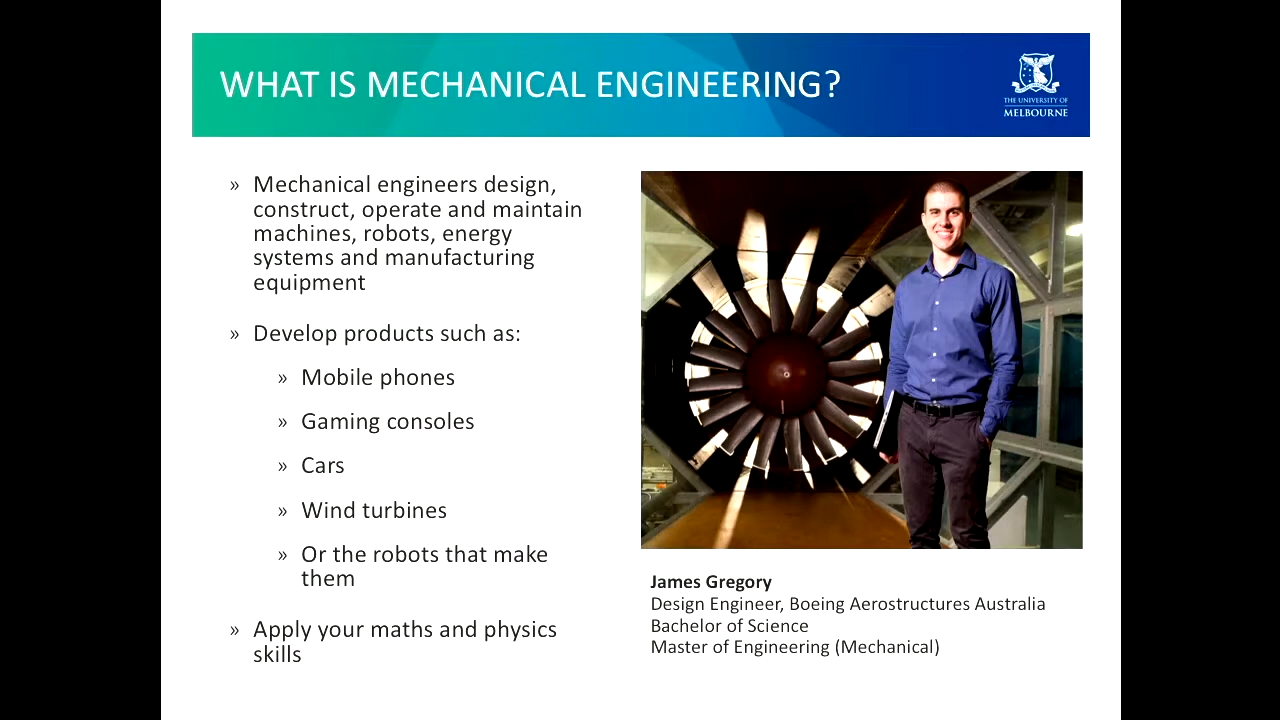 WHAT IS MECHANICAL ENGINEERING?
THE UNIVERSITY OF
MELBOURNE
» Mechanical engineers design,
construct, operate and maintain
machines, robots, energy
systems and manufacturing
equipment
» Develop products such as:
» Mobile phones
» Gaming consoles
» Cars
» Wind turbines
» Or the robots that make
them
» Apply your maths and physics
skills
James Gregory
Design Engineer, Boeing Aerostructures Australia
Bachelor of Science
Master of Engineering (Mechanical)